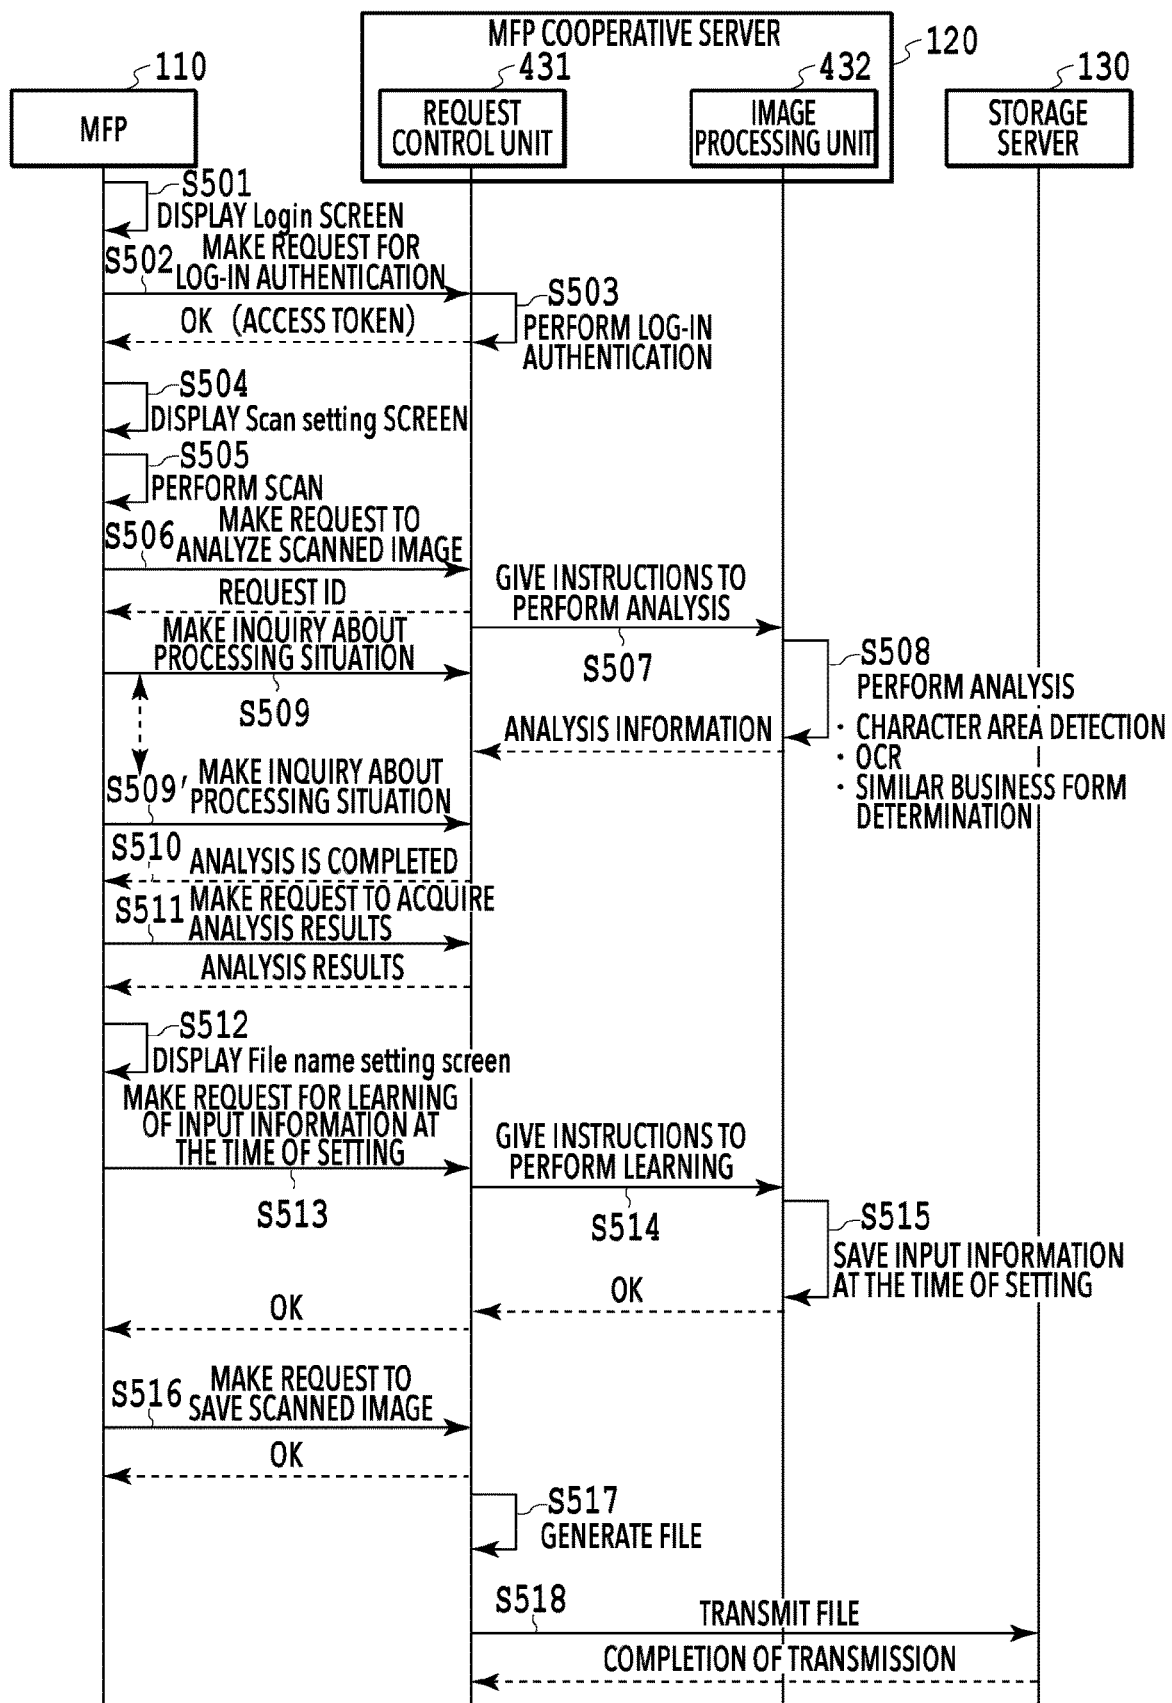 MFP COOPERATIVE SERVER
120
110
431
432
130
MFP
REQUEST
CONTROL UNIT
IMAGE
PROCESSING UNIT
STORAGE
SERVER
S501
DISPLAY Login SCREEN
S502
MAKE REQUEST FOR
LOG-IN AUTHENTICATION
S503
PERFORM LOG-IN
AUTHENTICATION
OK (ACCESS TOKEN)
S504
DISPLAY Scan setting SCREEN
S505
PERFORM SCAN
S506
MAKE REQUEST TO
ANALYZE SCANNED IMAGE
REQUEST ID
GIVE INSTRUCTIONS TO
PERFORM ANALYSIS
S507
MAKE INQUIRY ABOUT
PROCESSING SITUATION
S509
S508
PERFORM ANALYSIS
・CHARACTER AREA DETECTION
・OCR
・SIMILAR BUSINESS FORM
DETERMINATION
ANALYSIS INFORMATION
S509'
MAKE INQUIRY ABOUT
PROCESSING SITUATION
S510
ANALYSIS IS COMPLETED
S511
MAKE REQUEST TO ACQUIRE
ANALYSIS RESULTS
ANALYSIS RESULTS
S512
DISPLAY File name setting screen
MAKE REQUEST FOR LEARNING
OF INPUT INFORMATION AT
THE TIME OF SETTING
S513
GIVE INSTRUCTIONS TO
PERFORM LEARNING
S514
S515
SAVE INPUT INFORMATION
AT THE TIME OF SETTING
OK
OK
S516
MAKE REQUEST TO
SAVE SCANNED IMAGE
OK
S517
GENERATE FILE
S518
TRANSMIT FILE
COMPLETION OF TRANSMISSION